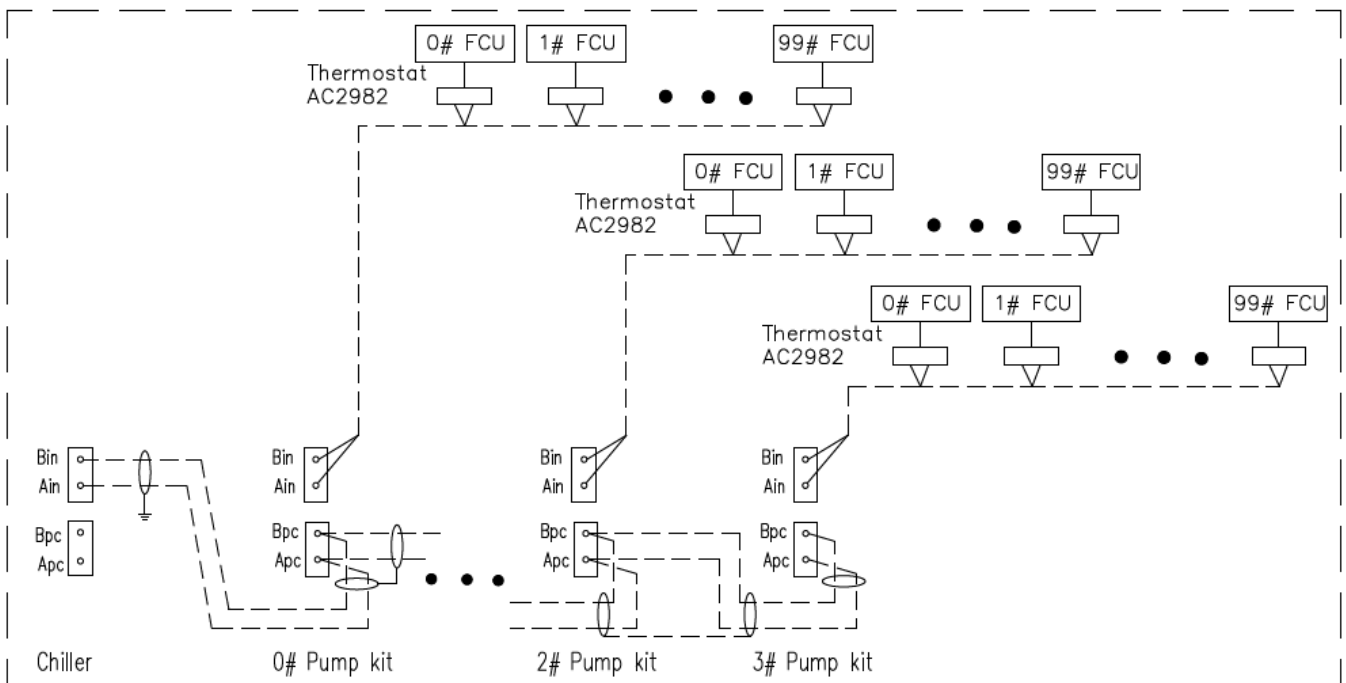 0# FCU 1# FCU 99# FCU
Thermostat
AC2982
0# FCU 1# FCU 99# FCU
Thermostat
AC2982
0# FCU 1# FCU 99# FCU
Thermostat
AC2982
Bin Bin Bin Bin
Ain Ain Ain Ain
Bpc Bpc Bpc Bpc
Apc Apc Apc Apc
Chiller 0# Pump kit 2# Pump kit 3# Pump kit